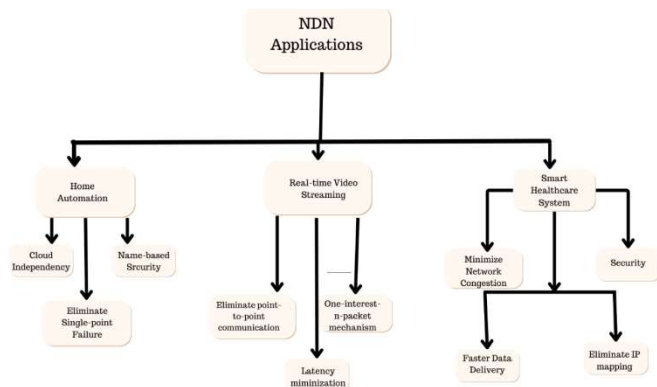 NDN
Applications
Home
Automation
Real-time Video
Streaming
Smart
Healthcare
System
Cloud
Independency
Name-based
Srcurity
Eliminate
Single-point
Failure
Eliminate point-
to-point
communication
One-interest-
n-packet
mechanism
Latency
miminization
Minimize
Network
Congestion
Security
Faster Data
Delivery
Eliminate IP
mapping